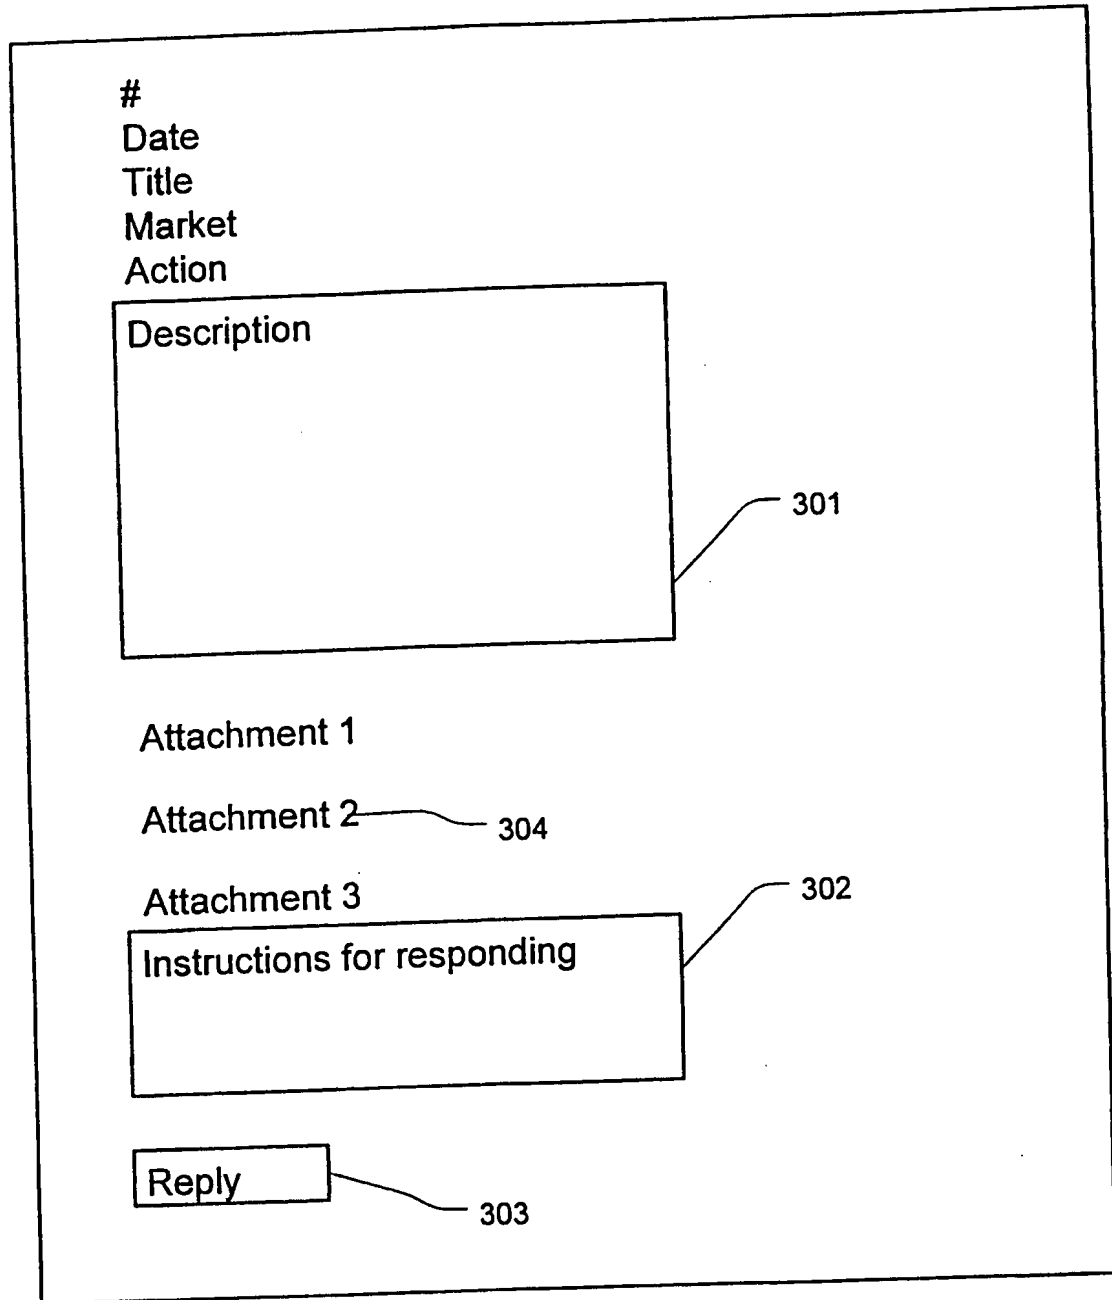 #
Date
Title
Market
Action
Description
301
Attachment 1
Attachment 2
304
Attachment 3
302
Instructions for responding
Reply
303